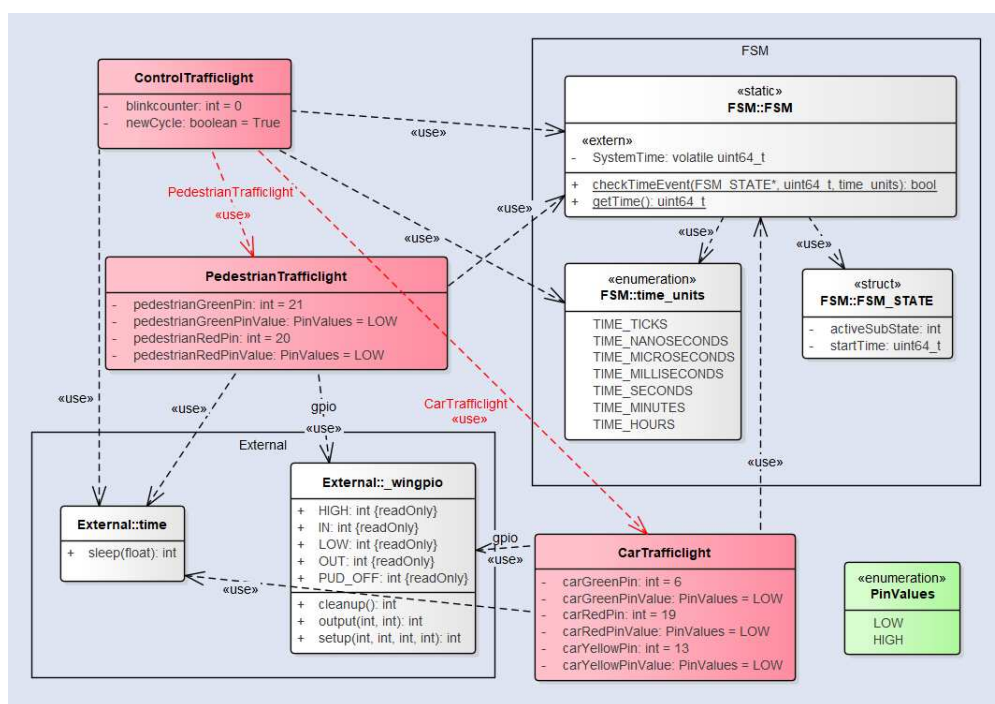 FSM
ControlTrafficlight
- blinkcounter: int = 0
- newCycle: boolean = True
«static»
FSM::FSM
«extern»
- SystemTime: volatile uint64_t
+ checkTimeEvent(FSM_STATE*, uint64_t, time_units): bool
+ getTime(): uint64_t
«use»
PedestrianTrafficlight
«use»
«use»
«use»
«use»
«use»
PedestrianTrafficlight
- pedestrianGreenPin: int = 21
- pedestrianGreenPinValue: PinValues = LOW
- pedestrianRedPin: int = 20
- pedestrianRedPinValue: PinValues = LOW
«enumeration»
FSM::time_units
TIME_TICKS
TIME_NANOSECONDS
TIME_MICROSECONDS
TIME_MILLISECONDS
TIME_SECONDS
TIME_MINUTES
TIME_HOURS
«struct»
FSM::FSM_STATE
- activeSubState: int
- startTime: uint64_t
«use»
«use»
gpio
«use»
CarTrafficlight
«use»
«use»
External
External::time
+ sleep(float): int
External::_wingpio
+ HIGH: int {readOnly}
+ IN: int {readOnly}
+ LOW: int {readOnly}
+ OUT: int {readOnly}
+ PUD_OFF: int {readOnly}
+ cleanup(): int
+ output(int, int): int
+ setup(int, int, int, int): int
gpio
«use»
«use»
CarTrafficlight
- carGreenPin: int = 6
- carGreenPinValue: PinValues = LOW
- carRedPin: int = 19
- carRedPinValue: PinValues = LOW
- carYellowPin: int = 13
- carYellowPinValue: PinValues = LOW
«enumeration»
PinValues
LOW
HIGH